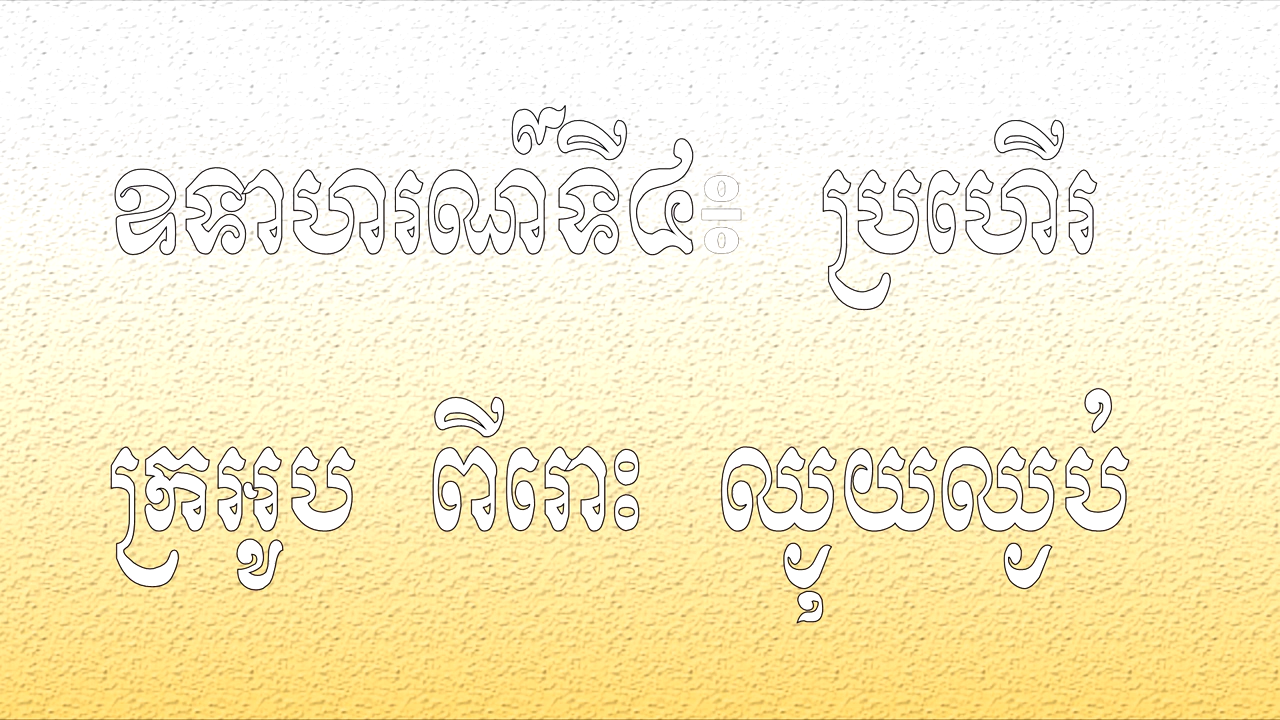 ឧទាហរណ៍ទី៤៖ ប្រហើរ
ក្រអូប ពីរោះ ឈ្ងុយឈ្ងប់